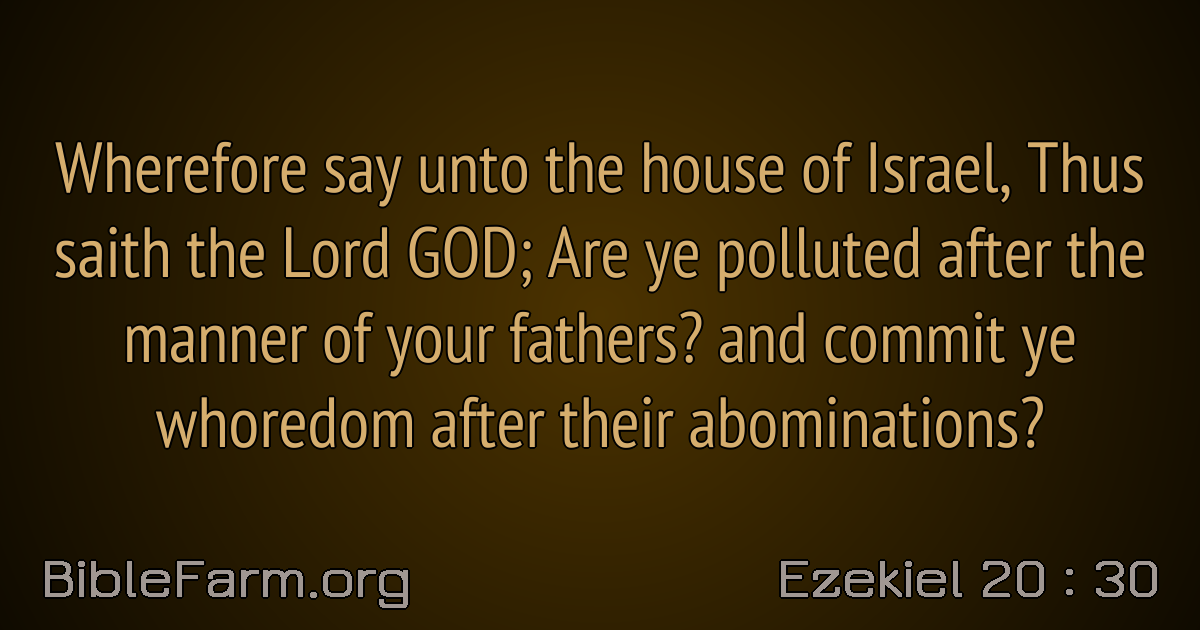 Wherefore say unto the house of Israel, Thus
saith the Lord GOD; Are ye polluted after the
manner of your fathers? and commit ye
whoredom after their abominations?
BibleFarm.org
Ezekiel 20 : 30